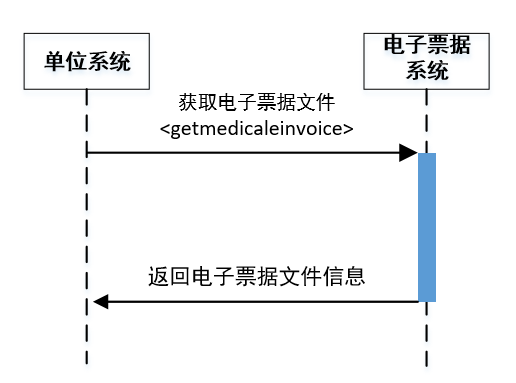 单位系统
电子票据
系统
获取电子票据文件
<getmedicaleinvoice>
返回电子票据文件信息